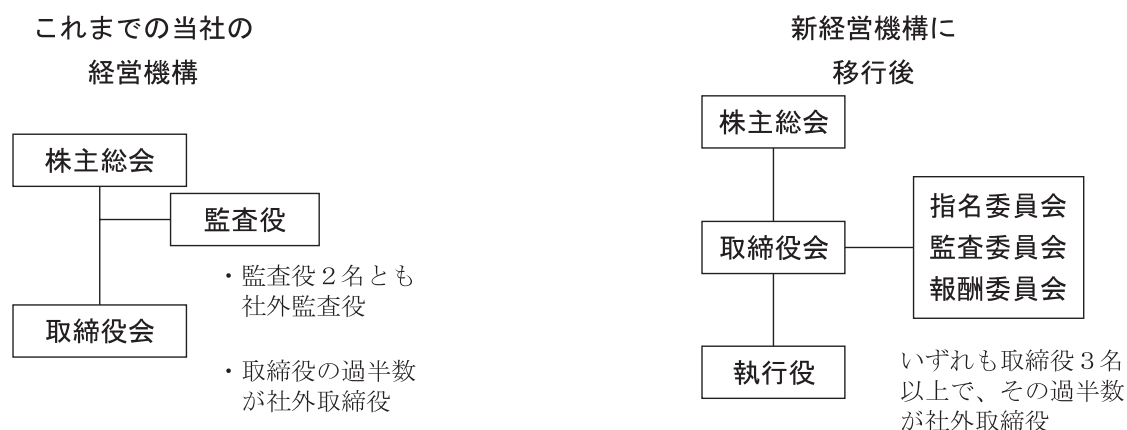 これまでの当社の
経営機構
株主総会
監査役
・監査役２名とも
社外監査役
取締役会
・取締役の過半数
が社外取締役
新経営機構に
移行後
株主総会
取締役会
指名委員会
監査委員会
報酬委員会
執行役
いずれも取締役３名
以上で、その過半数
が社外取締役